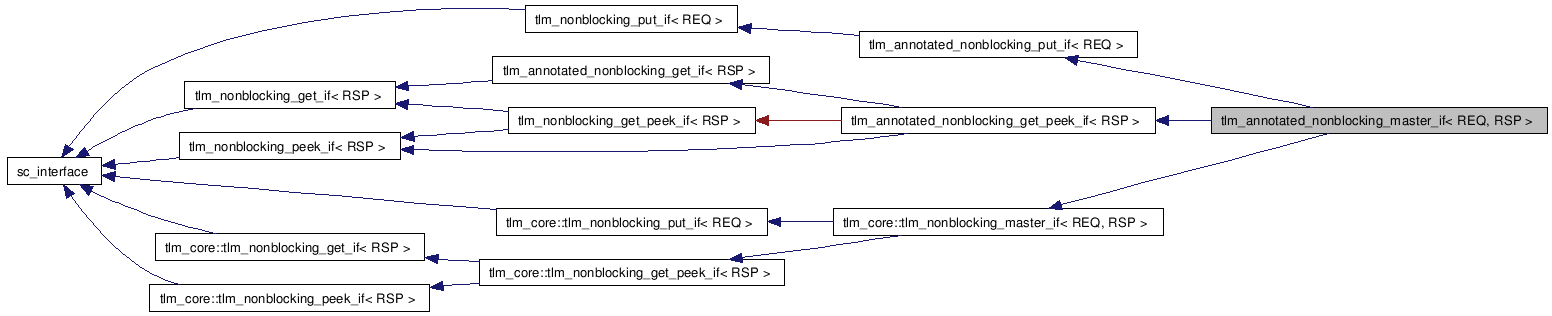 tlm_nonblocking_put_if< REQ >
tlm_annotated_nonblocking_put_if< REQ >
tlm_annotated_nonblocking_get_if< RSP >
tlm_nonblocking_get_if< RSP >
tlm_nonblocking_get_peek_if< RSP >
tlm_annotated_nonblocking_get_peek_if< RSP >
tlm_annotated_nonblocking_master_if< REQ, RSP >
tlm_nonblocking_peek_if< RSP >
sc_interface
tlm_core::tlm_nonblocking_put_if< REQ >
tlm_core::tlm_nonblocking_master_if< REQ, RSP >
tlm_core::tlm_nonblocking_get_if< RSP >
tlm_core::tlm_nonblocking_get_peek_if< RSP >
tlm_core::tlm_nonblocking_peek_if< RSP >